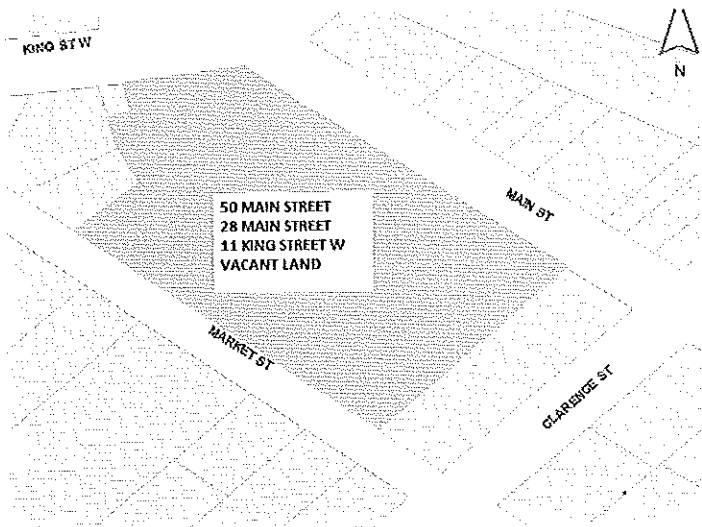 KING ST W
N
MAIN ST
50 MAIN STREET
28 MAIN STREET
11 KING STREET W
VACANT LAND
MARKET ST
CLARENCE ST